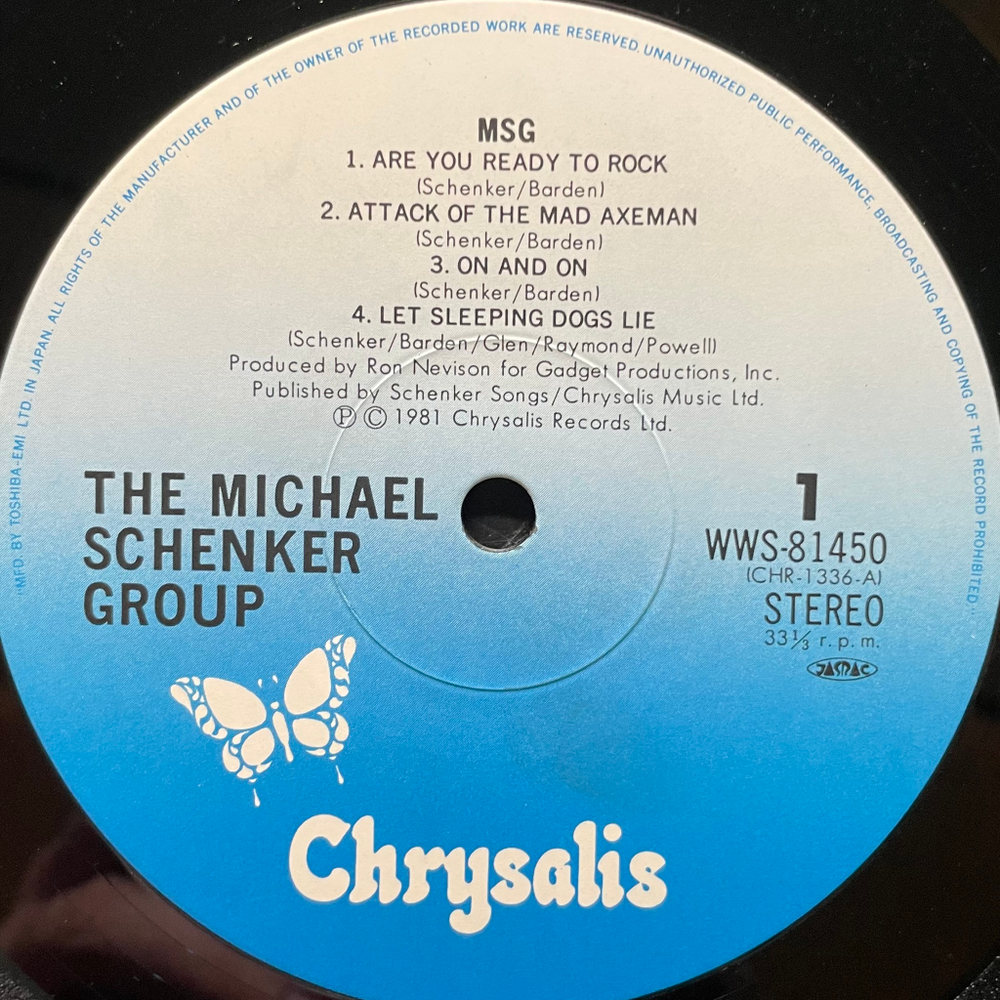 "MFD. BY TOSHIBA-EMI LTD. IN JAPAN. ALL RIGHTS OF THE MANUFACTURER AND OF THE OWNER OF THE RECORDED WORK ARE RESERVED. UNAUTHORIZED PUBLIC PERFORMANCE, BROADCASTING AND COPYING OF THE RECORD PROHIBITED."
MSG
1. ARE YOU READY TO ROCK
(Schenker/Barden)
2. ATTACK OF THE MAD AXEMAN
(Schenker/Barden)
3. ON AND ON
(Schenker/Barden)
4. LET SLEEPING DOGS LIE
(Schenker/Barden/Glen/Raymond/Powell)
Produced by Ron Nevison for Gadget Productions, Inc.
Published by Schenker Songs/Chrysalis Music Ltd.
Ⓟ Ⓒ 1981 Chrysalis Records Ltd.
THE MICHAEL
SCHENKER
GROUP
1
WWS-81450
(CHR-1336-A)
STEREO
33⅓ r.p.m.
JASRAC
Chrysalis